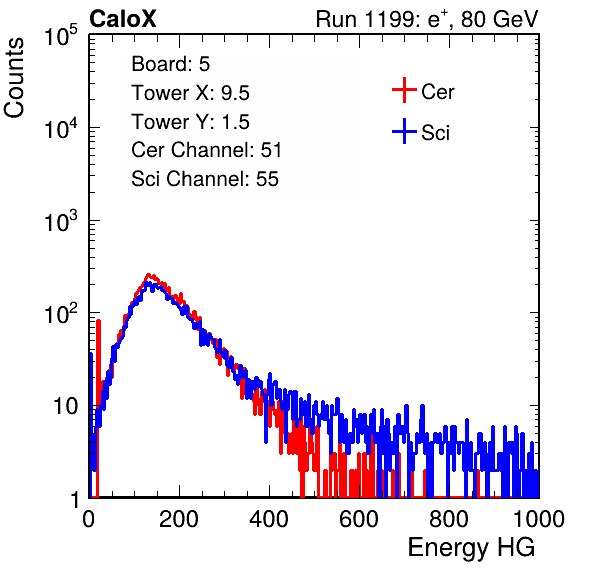 CaloX Run 1199: e⁺, 80 GeV
Board: 5
Tower X: 9.5
Tower Y: 1.5
Cer Channel: 51
Sci Channel: 55
Cer
Sci
Counts
10⁵
10⁴
10³
10²
10
1
0 200 400 600 800 1000
Energy HG